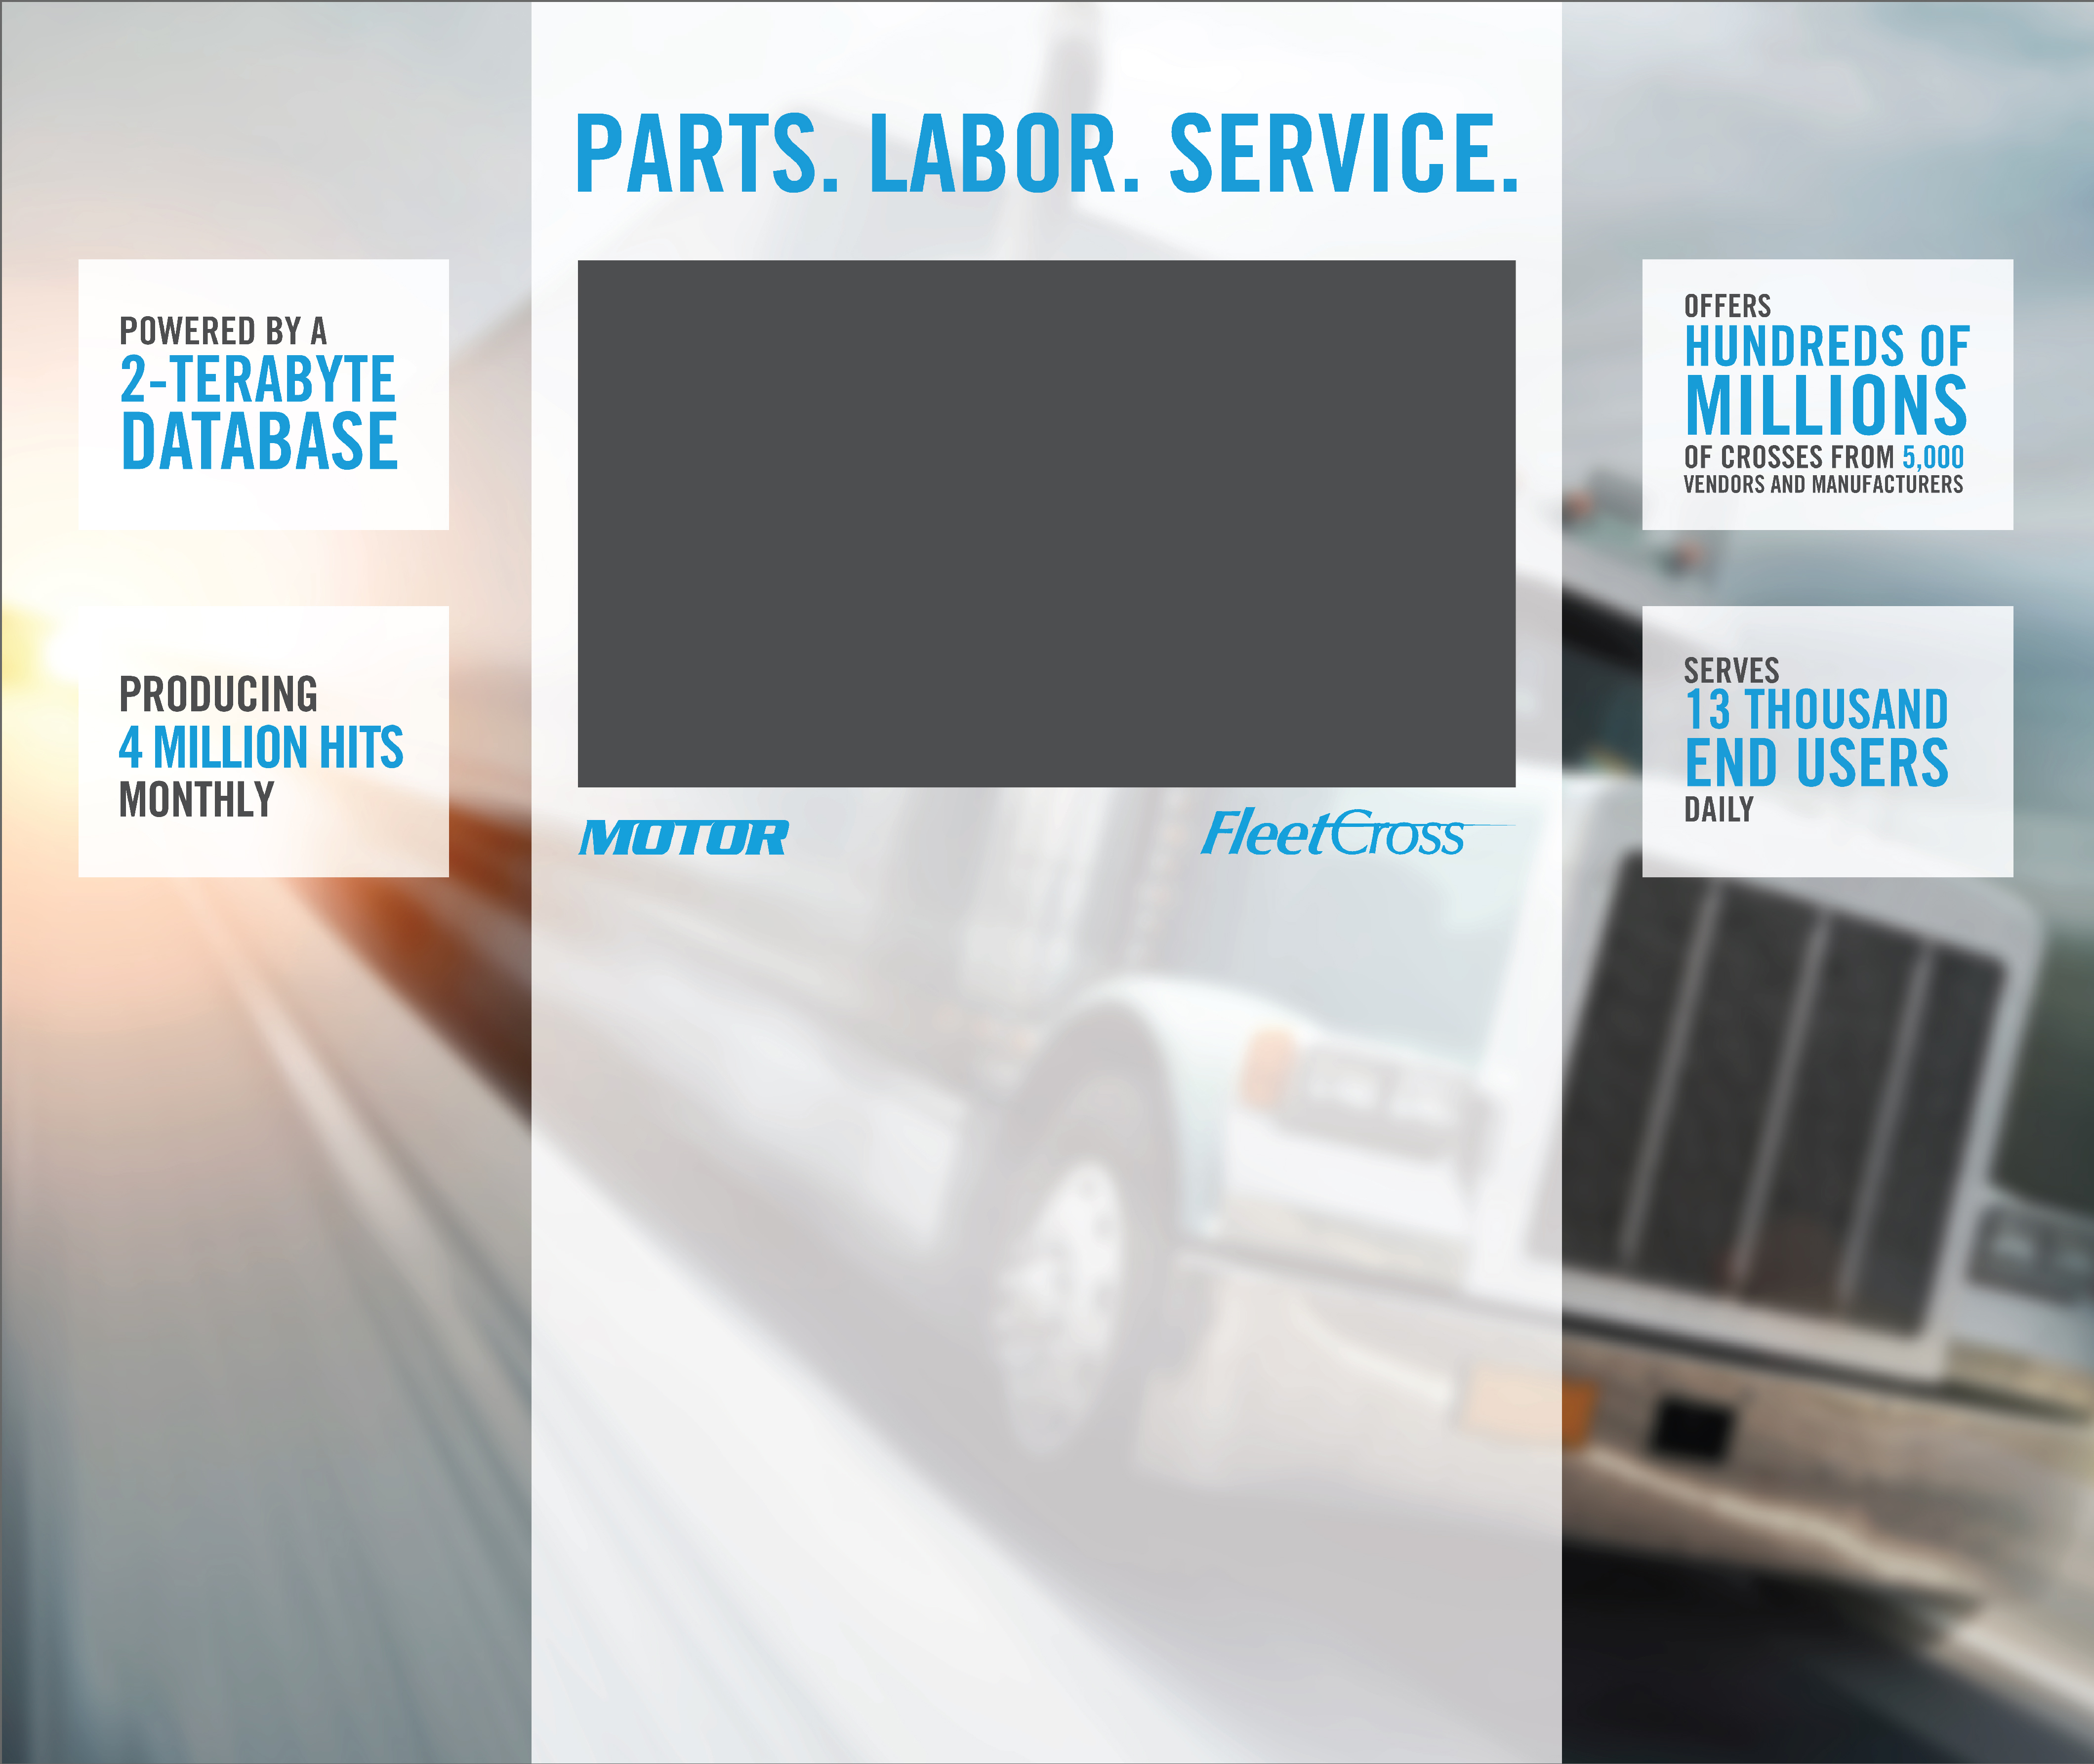 PARTS. LABOR. SERVICE.
POWERED BY A
2-TERABYTE
DATABASE
PRODUCING
4 MILLION HITS
MONTHLY
OFFERS
HUNDREDS OF
MILLIONS
OF CROSSES FROM 5,000
VENDORS AND MANUFACTURERS
SERVES
13 THOUSAND
END USERS
DAILY
MOTOR
FleetCross